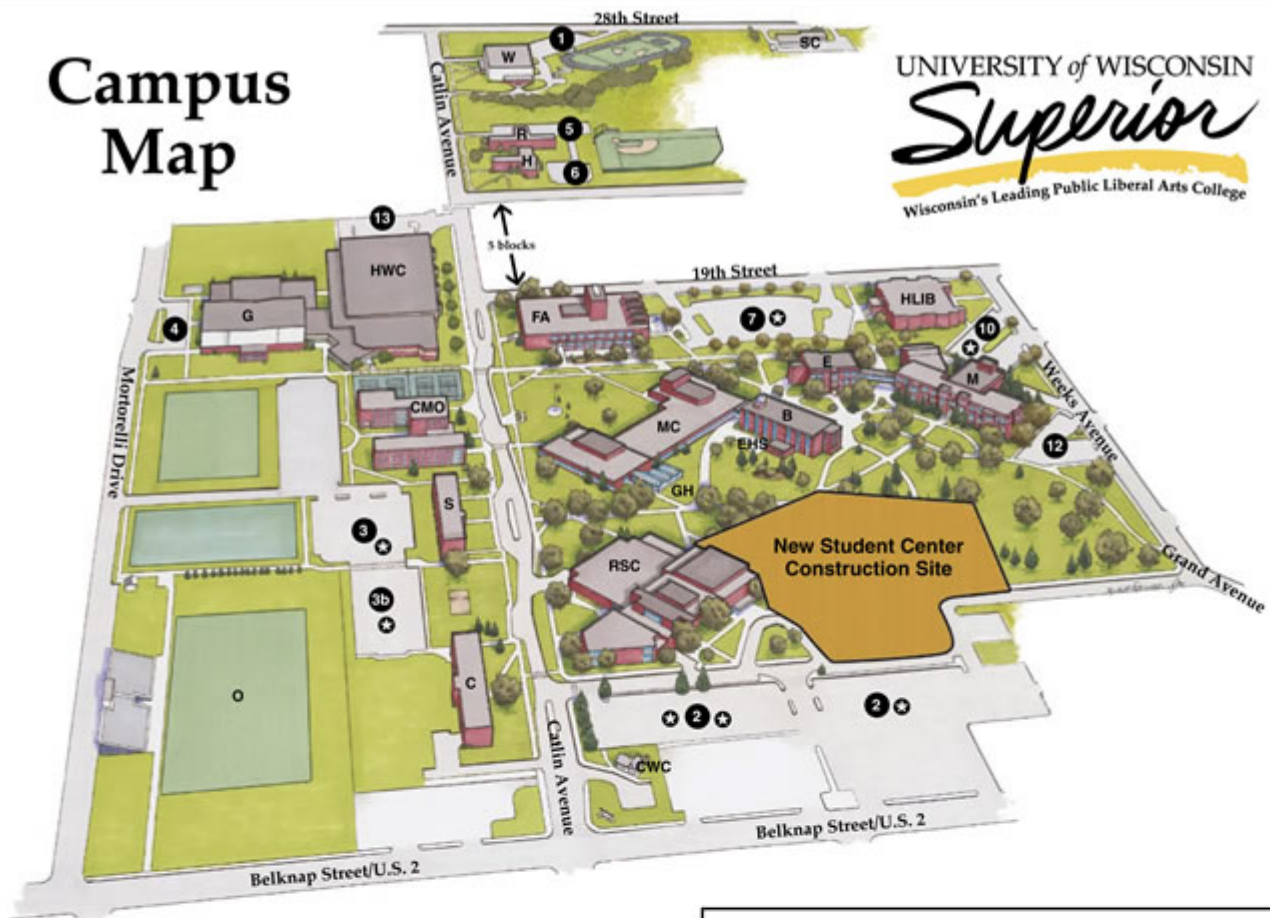 Campus
Map
28th Street
1
W
SC
Catlin Avenue
R
5
H
6
UNIVERSITY of WISCONSIN
Superior
Wisconsin's Leading Public Liberal Arts College
5 blocks
13
HWC
G
4
19th Street
FA
7
HLIB
10
E
M
Weeks Avenue
Mortorelli Drive
CMO
MC
B
EHS
12
GH
S
3
New Student Center
Construction Site
RSC
Grand Avenue
3b
O
C
2
2
Catlin Avenue
CWC
Belknap Street/U.S. 2
Belknap Street/U.S. 2